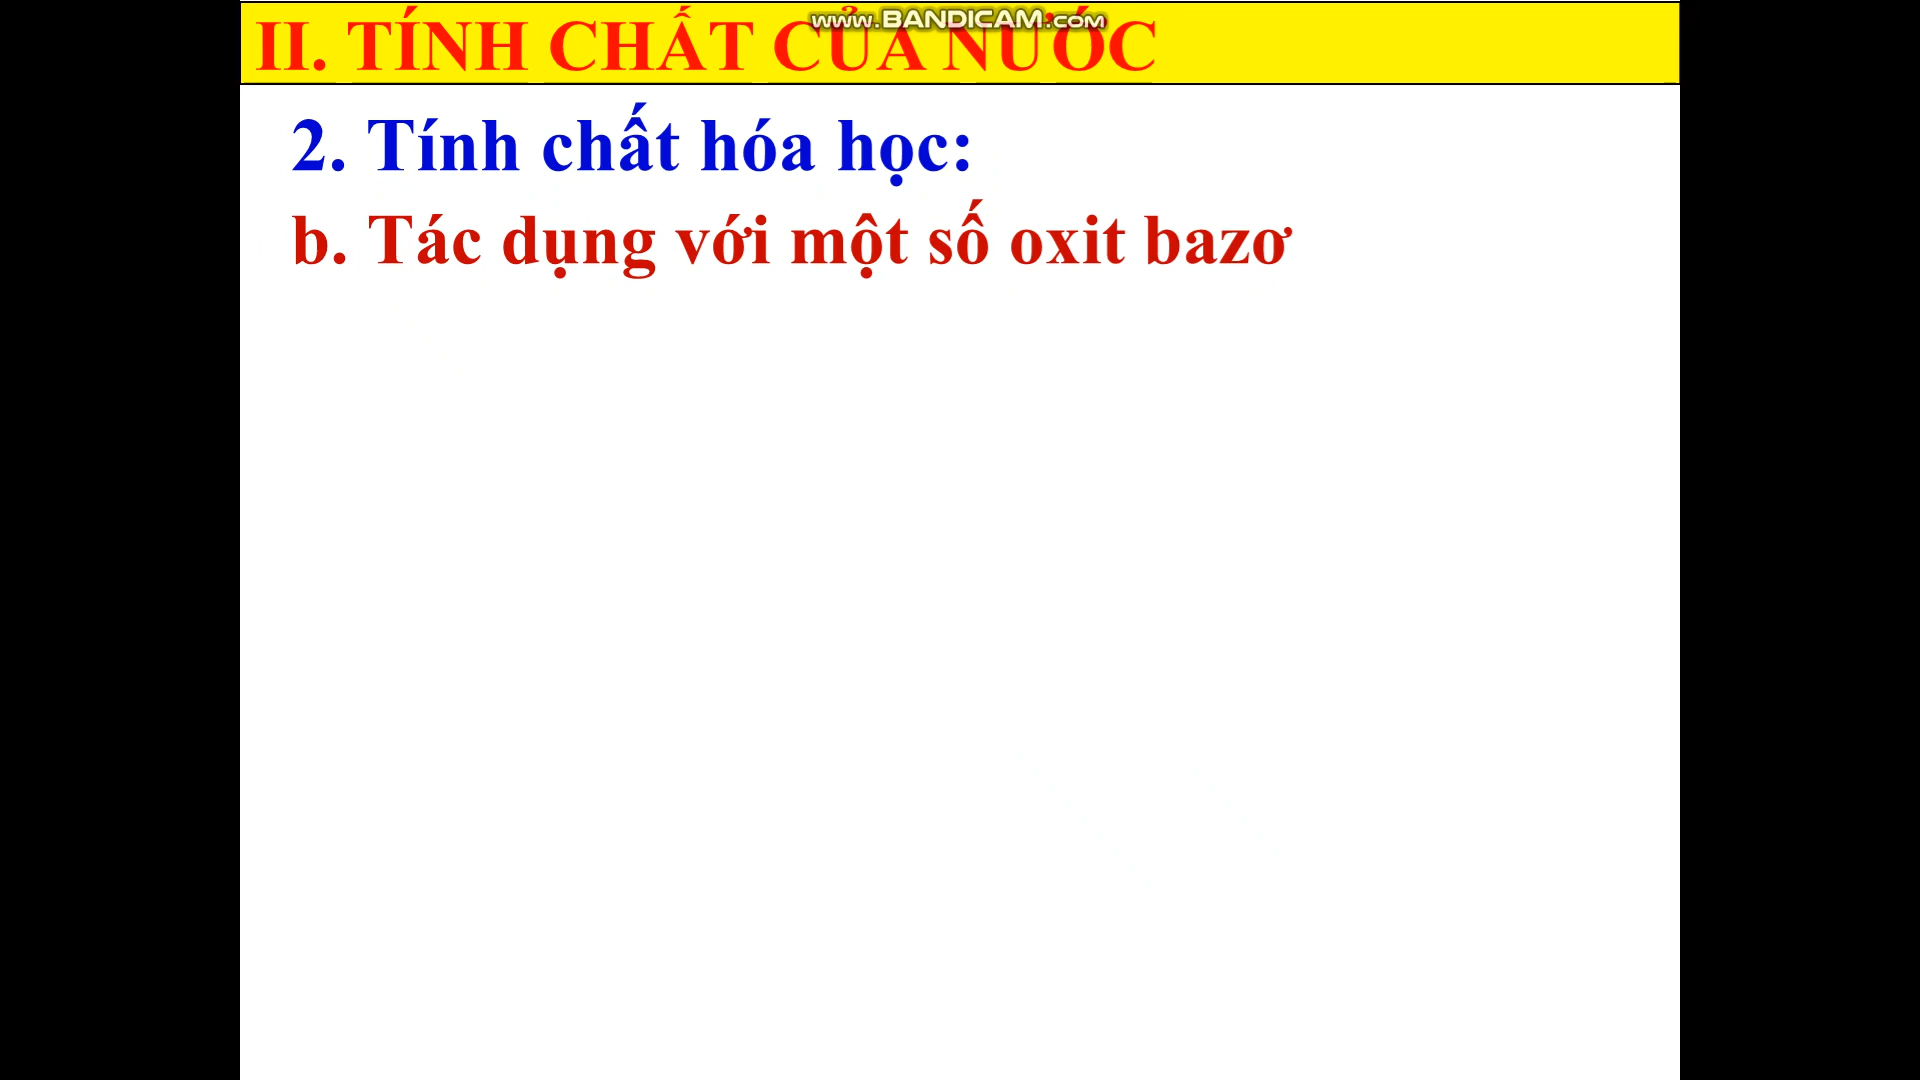 www.BANDICAM.com
II. TÍNH CHẤT CỦA NƯỚC
2. Tính chất hóa học:
b. Tác dụng với một số oxit bazơ